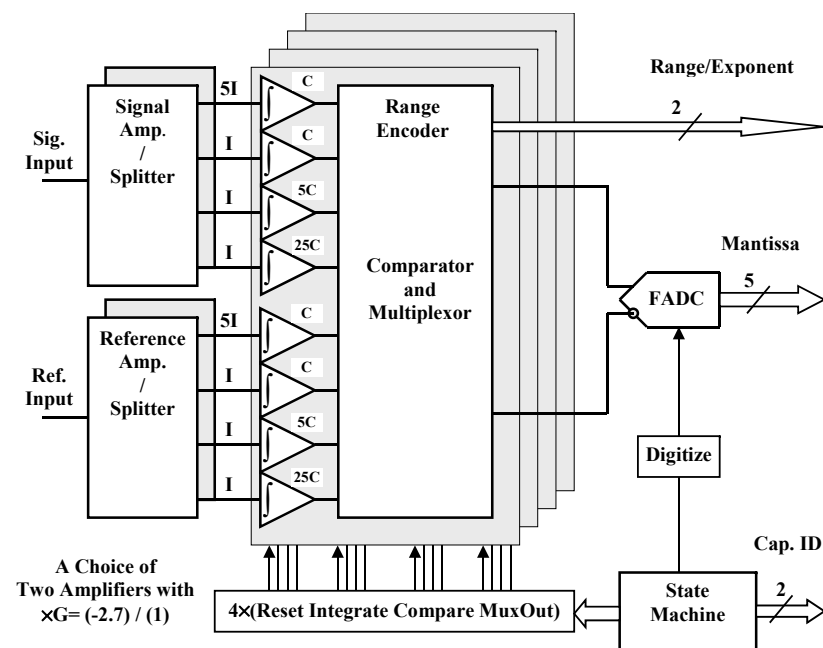 Range/Exponent
2
Signal
Amp.
/
Splitter
Sig.
Input
5I
I
I
I
C
C
5C
25C
∫
∫
∫
∫
Range
Encoder
Comparator
and
Multiplexor
Mantissa
5
FADC
Reference
Amp.
/
Splitter
Ref.
Input
5I
I
I
I
C
C
5C
25C
∫
∫
∫
∫
Digitize
Cap. ID
2
State
Machine
A Choice of
Two Amplifiers with
×G= (-2.7) / (1)
4×(Reset Integrate Compare MuxOut)